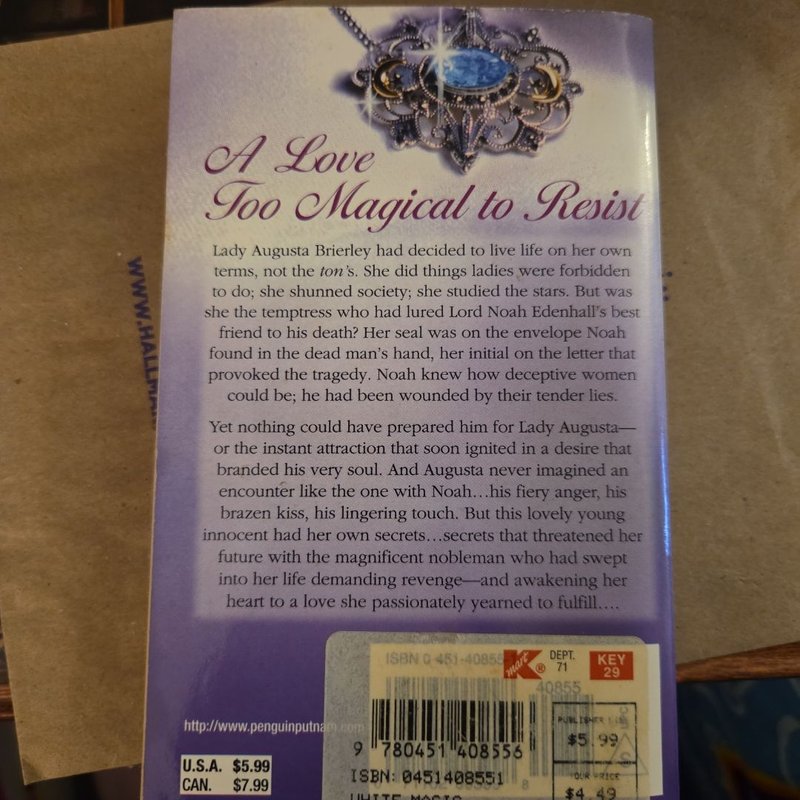 A Love
Too Magical to Resist
Lady Augusta Brierley had decided to live life on her own
terms, not the ton's. She did things ladies were forbidden
to do; she shunned society; she studied the stars. But was
she the temptress who had lured Lord Noah Edenhall's best
friend to his death? Her seal was on the envelope Noah
found in the dead man's hand, her initial on the letter that
provoked the tragedy. Noah knew how deceptive women
could be; he had been wounded by their tender lies.
Yet nothing could have prepared him for Lady Augusta—
or the instant attraction that soon ignited in a desire that
branded his very soul. And Augusta never imagined an
encounter like the one with Noah...his fiery anger, his
brazen kiss, his lingering touch. But this lovely young
innocent had her own secrets...secrets that threatened her
future with the magnificent nobleman who had swept
into her life demanding revenge—and awakening her
heart to a love she passionately yearned to fulfill....
WWW.HALLMAR
ISBN 0-451-40855
K mart ®
DEPT.
71
KEY
29
40855
PUBLISHER
$5.99
OUR PRICE
$4.49
9 780451 408556
ISBN: 0451408551
WHITE MAGIC
http://www.penguinputnam.com
U.S.A. $5.99
CAN. $7.99